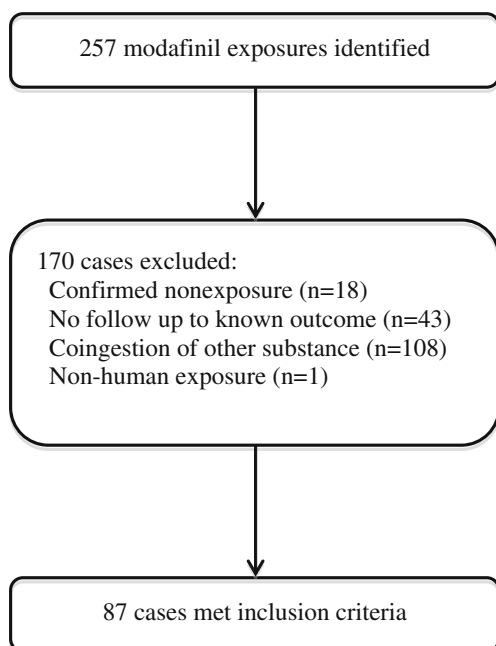 257 modafinil exposures identified
170 cases excluded:
Confirmed nonexposure (n=18)
No follow up to known outcome (n=43)
Coingestion of other substance (n=108)
Non-human exposure (n=1)
87 cases met inclusion criteria